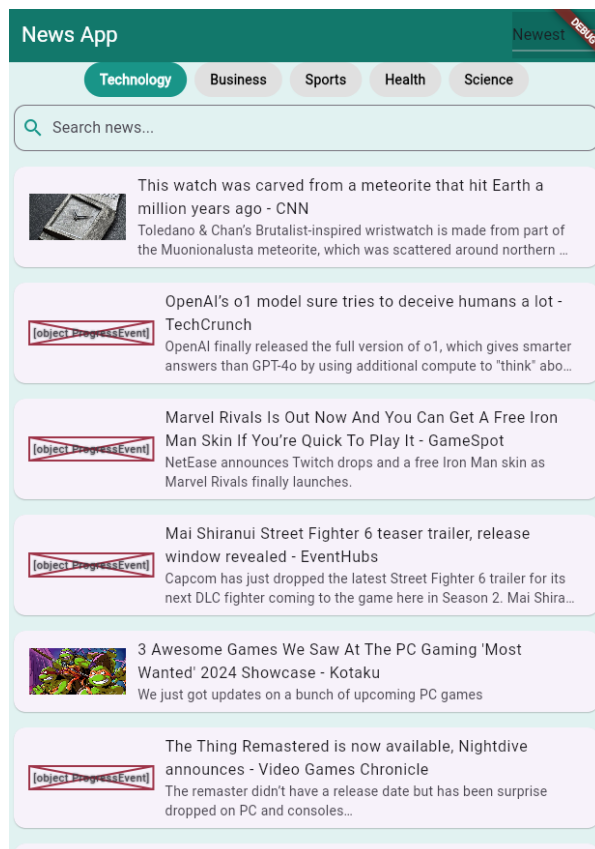 News App
Newest
DEBUG
Technology
Business
Sports
Health
Science
Search news...
This watch was carved from a meteorite that hit Earth a
million years ago - CNN
Toledano & Chan’s Brutalist-inspired wristwatch is made from part of
the Muonionalusta meteorite, which was scattered around northern …
[object ProgressEvent]
OpenAI’s o1 model sure tries to deceive humans a lot -
TechCrunch
OpenAI finally released the full version of o1, which gives smarter
answers than GPT-4o by using additional compute to "think" abo…
[object ProgressEvent]
Marvel Rivals Is Out Now And You Can Get A Free Iron
Man Skin If You’re Quick To Play It - GameSpot
NetEase announces Twitch drops and a free Iron Man skin as
Marvel Rivals finally launches.
[object ProgressEvent]
Mai Shiranui Street Fighter 6 teaser trailer, release
window revealed - EventHubs
Capcom has just dropped the latest Street Fighter 6 trailer for its
next DLC fighter coming to the game here in Season 2. Mai Shira…
3 Awesome Games We Saw At The PC Gaming 'Most
Wanted' 2024 Showcase - Kotaku
We just got updates on a bunch of upcoming PC games
[object ProgressEvent]
The Thing Remastered is now available, Nightdive
announces - Video Games Chronicle
The remaster didn't have a release date but has been surprise
dropped on PC and consoles…